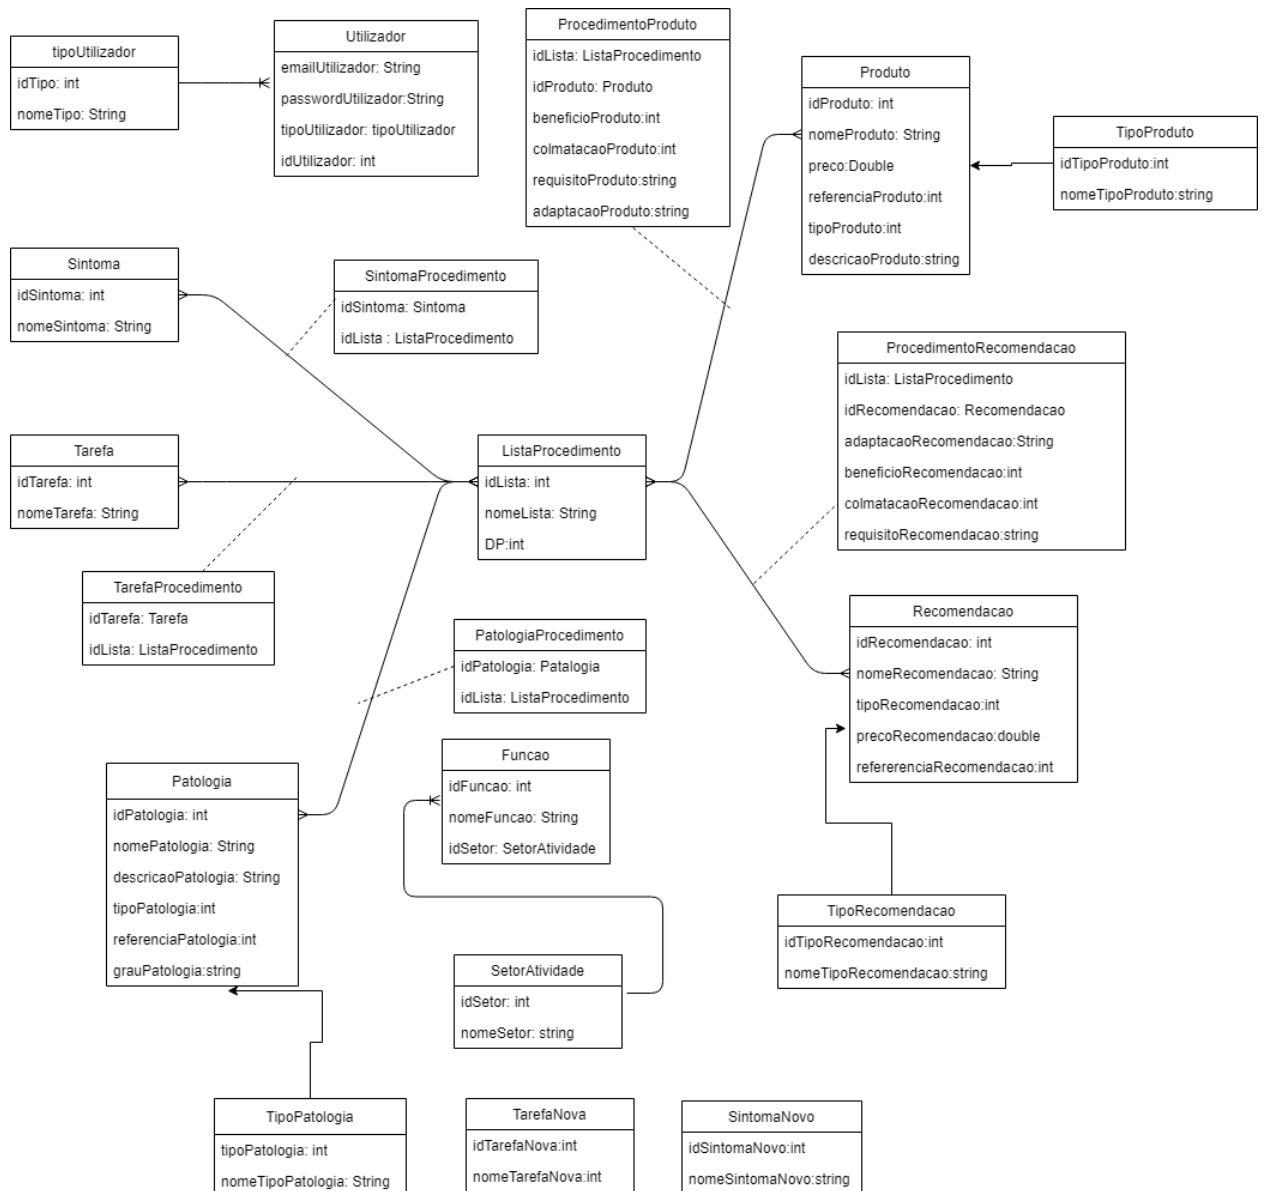 tipoUtilizador
idTipo: int
nomeTipo: String
Utilizador
emailUtilizador: String
passwordUtilizador:String
tipoUtilizador: tipoUtilizador
idUtilizador: int
ProcedimentoProduto
idLista: ListaProcedimento
idProduto: Produto
beneficioProduto:int
colmatacaoProduto:int
requisitoProduto:string
adaptacaoProduto:string
Produto
idProduto: int
nomeProduto: String
preco:Double
referenciaProduto:int
tipoProduto:int
descricaoProduto:string
TipoProduto
idTipoProduto:int
nomeTipoProduto:string
Sintoma
idSintoma: int
nomeSintoma: String
SintomaProcedimento
idSintoma: Sintoma
idLista : ListaProcedimento
ProcedimentoRecomendacao
idLista: ListaProcedimento
idRecomendacao: Recomendacao
adaptacaoRecomendacao:String
beneficioRecomendacao:int
colmatacaoRecomendacao:int
requisitoRecomendacao:string
Tarefa
idTarefa: int
nomeTarefa: String
ListaProcedimento
idLista: int
nomeLista: String
DP:int
TarefaProcedimento
idTarefa: Tarefa
idLista: ListaProcedimento
PatologiaProcedimento
idPatologia: Patalogia
idLista: ListaProcedimento
Recomendacao
idRecomendacao: int
nomeRecomendacao: String
tipoRecomendacao:int
precoRecomendacao:double
refererenciaRecomendacao:int
Patologia
idPatologia: int
nomePatologia: String
descricaoPatologia: String
tipoPatologia:int
referenciaPatologia:int
grauPatologia:string
Funcao
idFuncao: int
nomeFuncao: String
idSetor: SetorAtividade
TipoRecomendacao
idTipoRecomendacao:int
nomeTipoRecomendacao:string
SetorAtividade
idSetor: int
nomeSetor: string
TipoPatologia
tipoPatologia: int
nomeTipoPatologia: String
TarefaNova
idTarefaNova:int
nomeTarefaNova:int
SintomaNovo
idSintomaNovo:int
nomeSintomaNovo:string